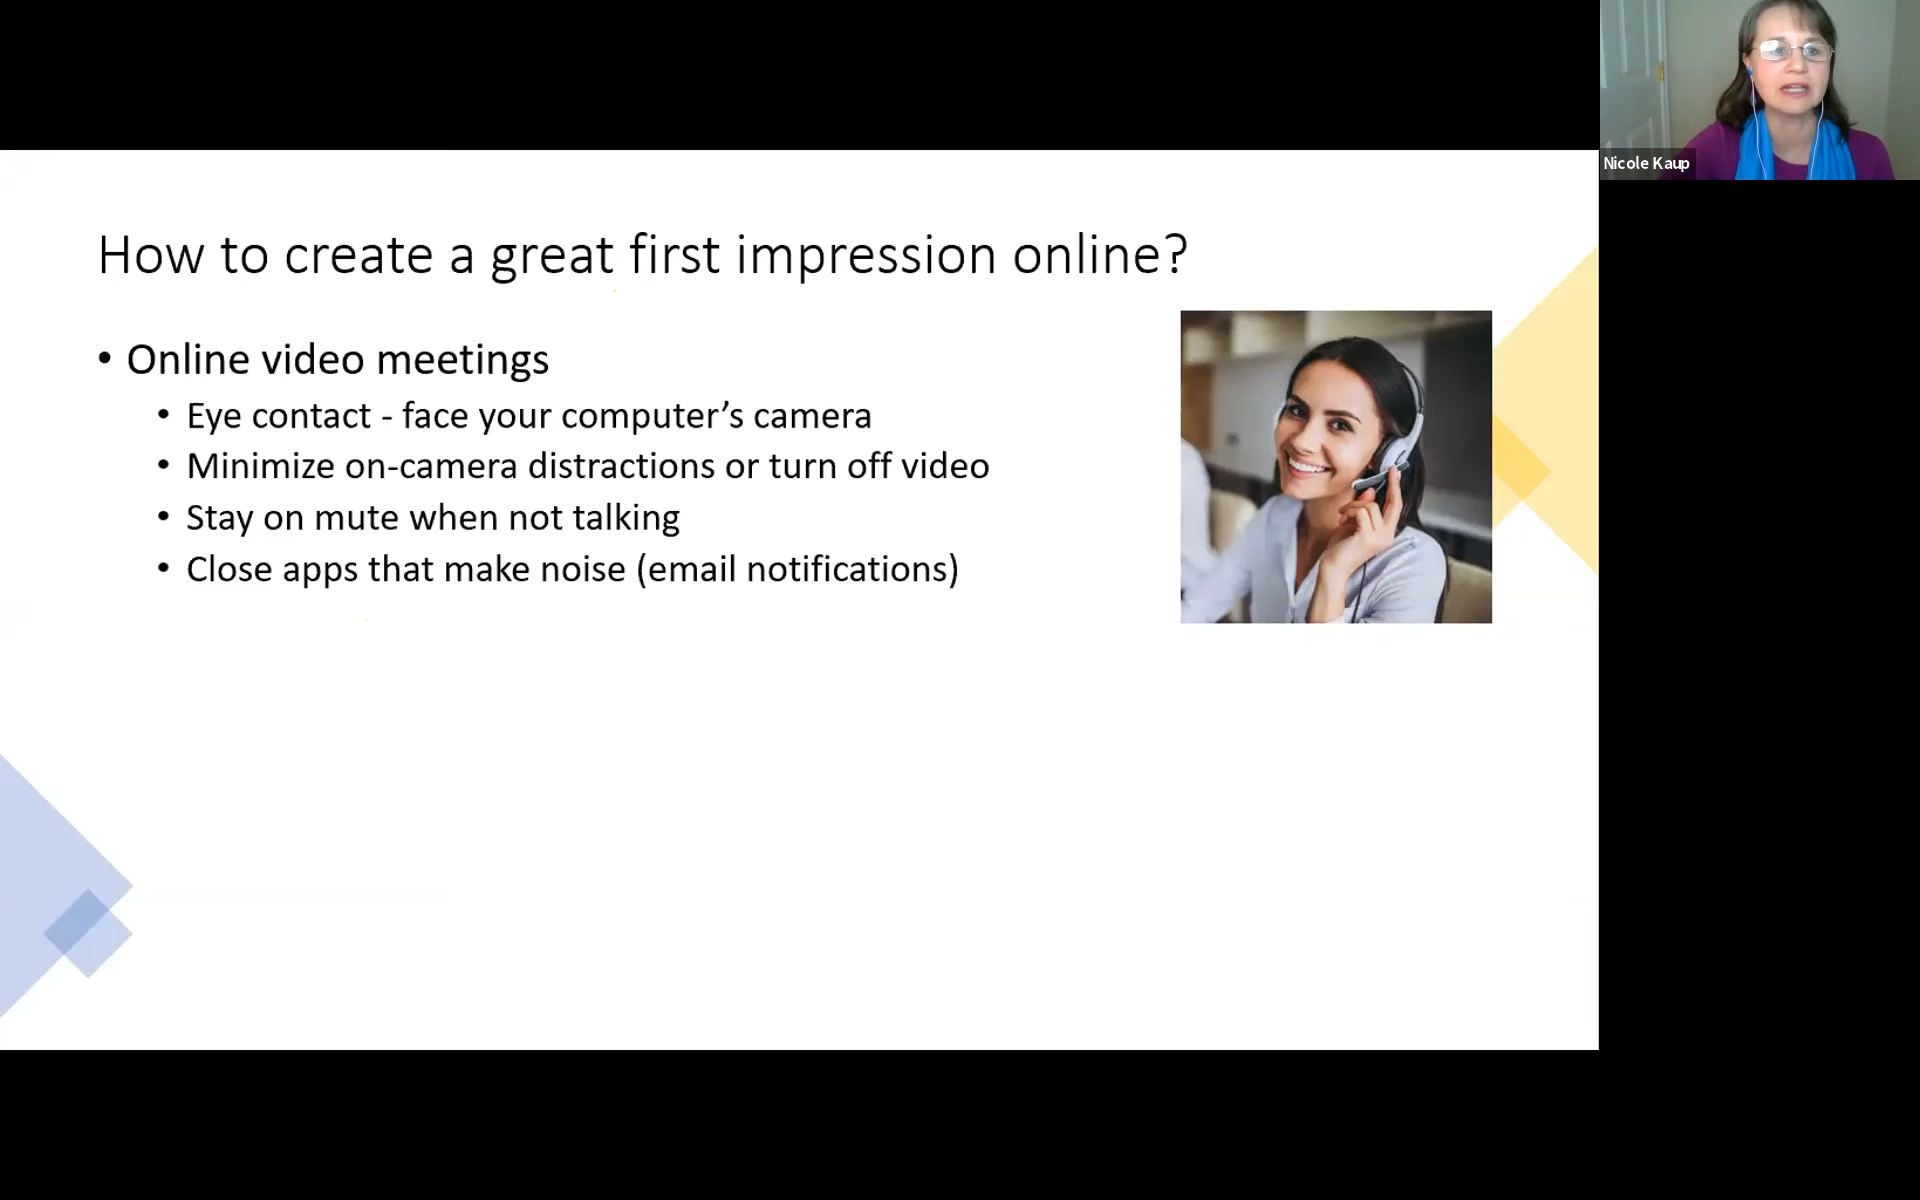 How to create a great first impression online?
• Online video meetings
• Eye contact - face your computer’s camera
• Minimize on-camera distractions or turn off video
• Stay on mute when not talking
• Close apps that make noise (email notifications)
Nicole Kaup